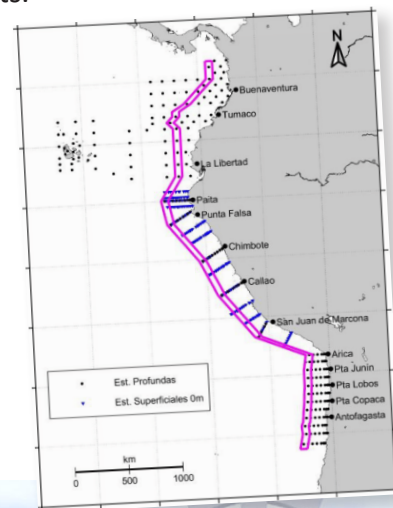 N
Buenaventura
Tumaco
La Libertad
Paita
Punta Falsa
Chimbote
Callao
San Juan de Marcona
Arica
Pta Junin
Pta Lobos
Pta Copaca
Antofagasta
Est. Profundas
Est. Superficiales 0m
km
0 500 1000